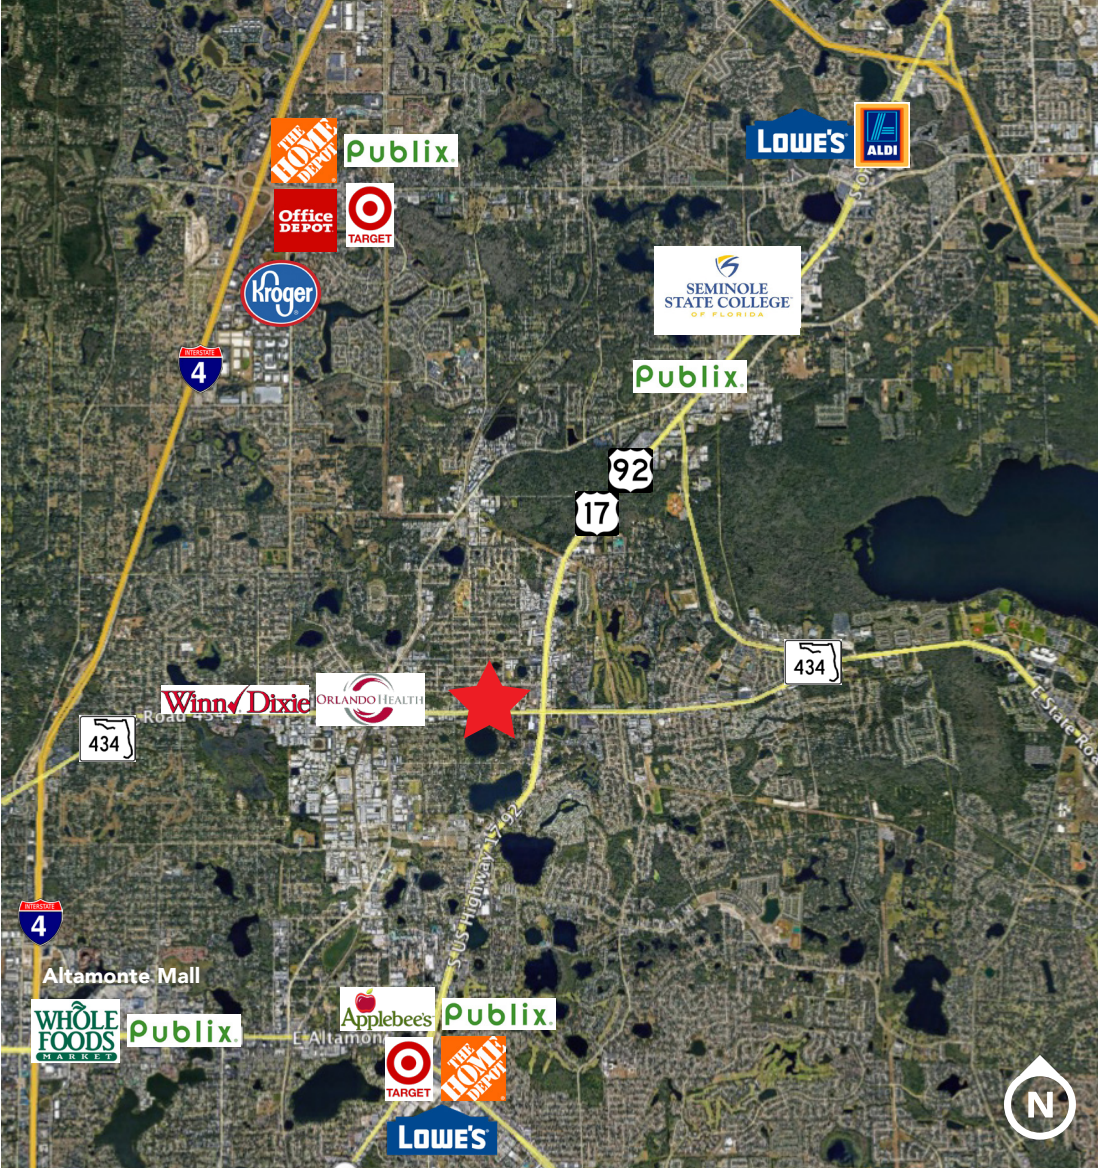 THE
HOME
DEPOT
Publix.
LOWE'S
ALDI
Office
DEPOT
TARGET
Kroger
SEMINOLE
STATE COLLEGE
OF FLORIDA
INTERSTATE
4
Publix.
92
17
434
Winn Dixie
ORLANDO HEALTH
Road 434
434
E State Roa
S US Highway 17 92
INTERSTATE
4
Altamonte Mall
WHOLE
FOODS
MARKET
Publix.
Applebee's
Publix.
E Altamon
TARGET
THE
HOME
DEPOT
LOWE'S
N